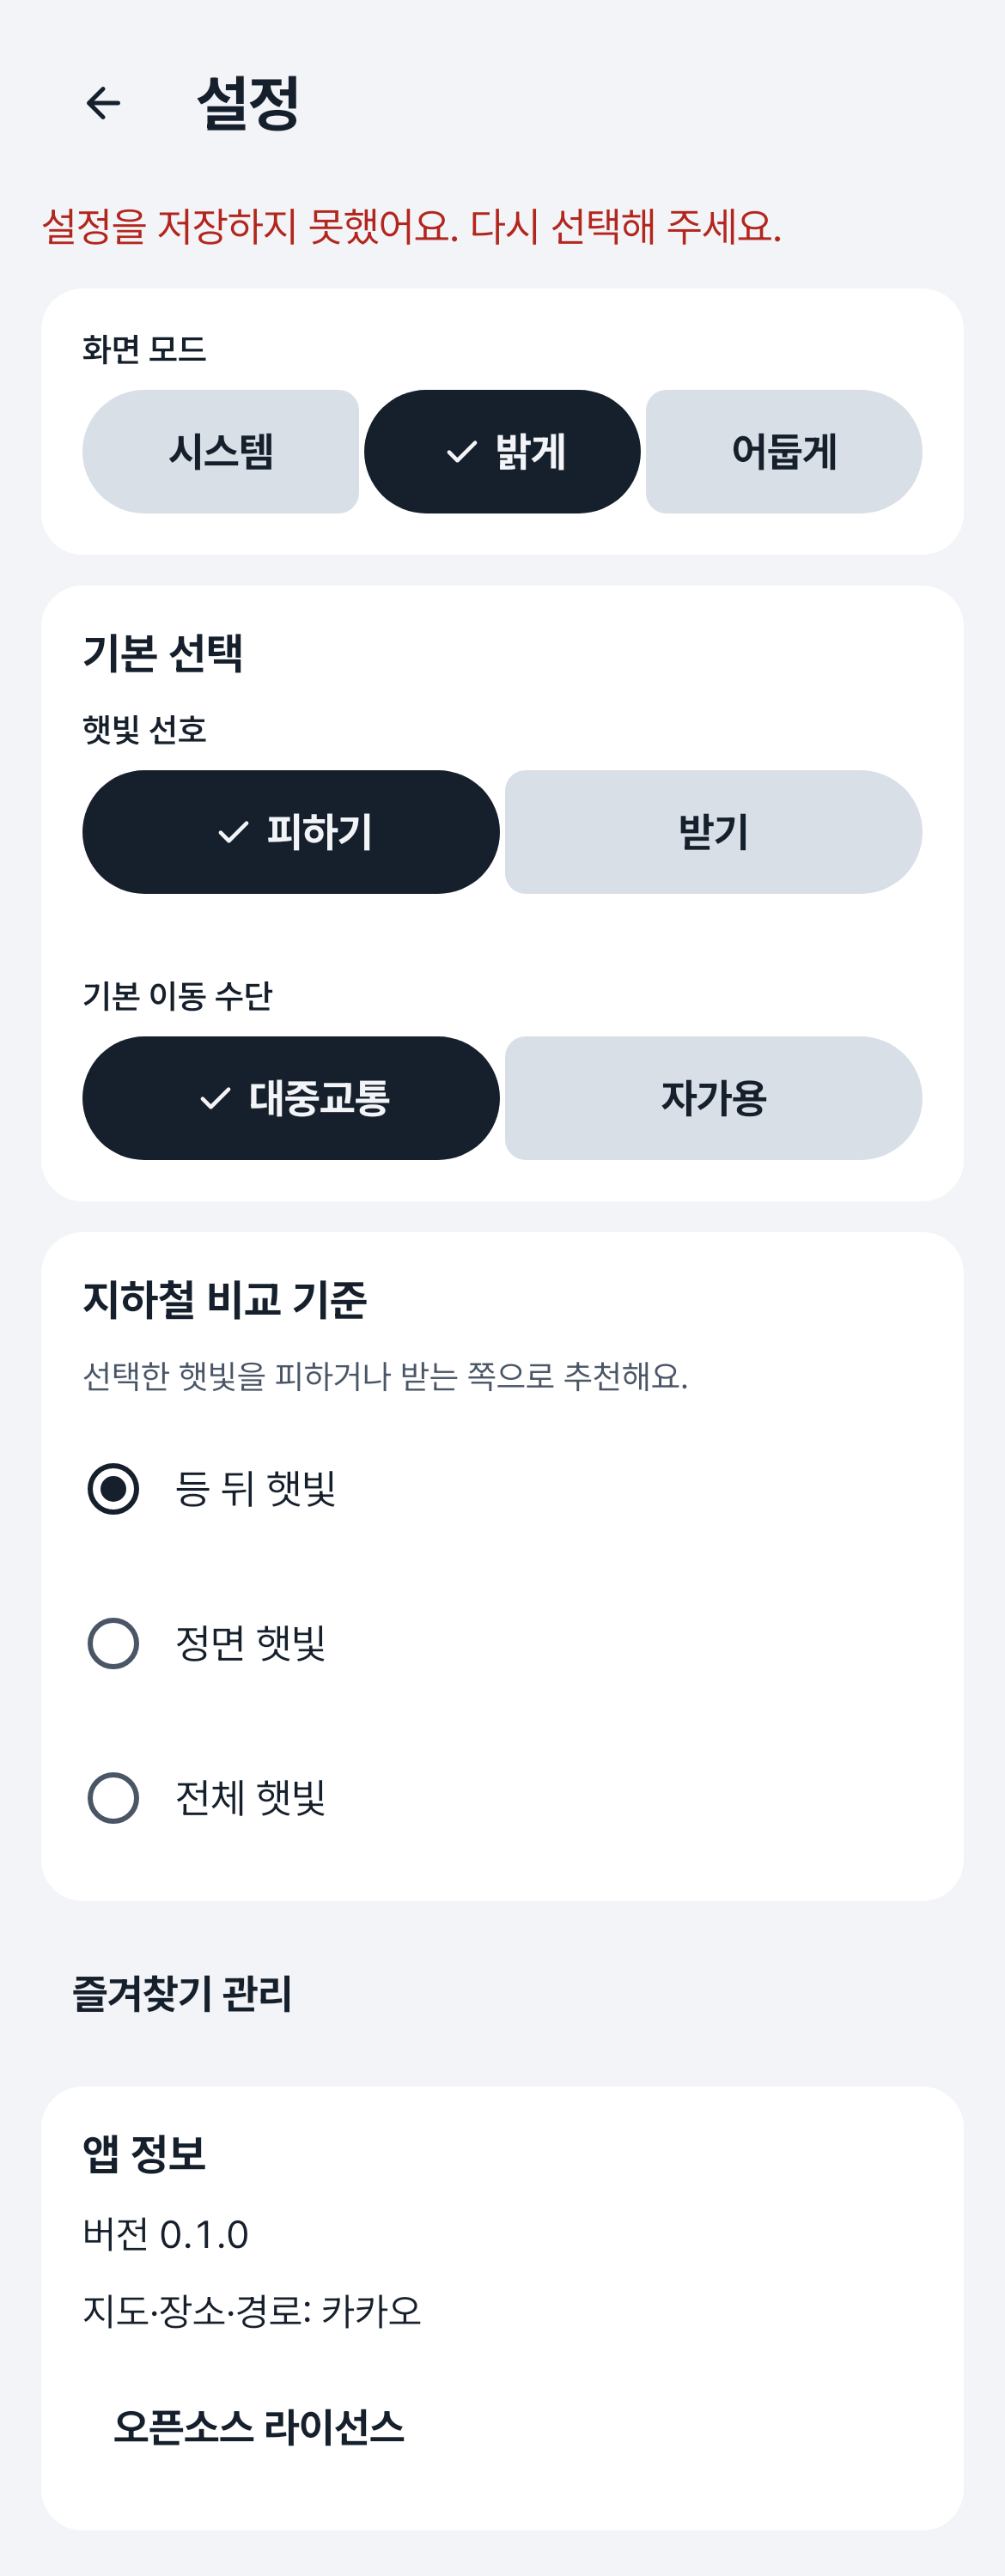 설정
설정을 저장하지 못했어요. 다시 선택해 주세요.
화면 모드
시스템
밝게
어둡게
기본 선택
햇빛 선호
피하기
받기
기본 이동 수단
대중교통
자가용
지하철 비교 기준
선택한 햇빛을 피하거나 받는 쪽으로 추천해요.
등 뒤 햇빛
정면 햇빛
전체 햇빛
즐겨찾기 관리
앱 정보
버전 0.1.0
지도·장소·경로: 카카오
오픈소스 라이선스